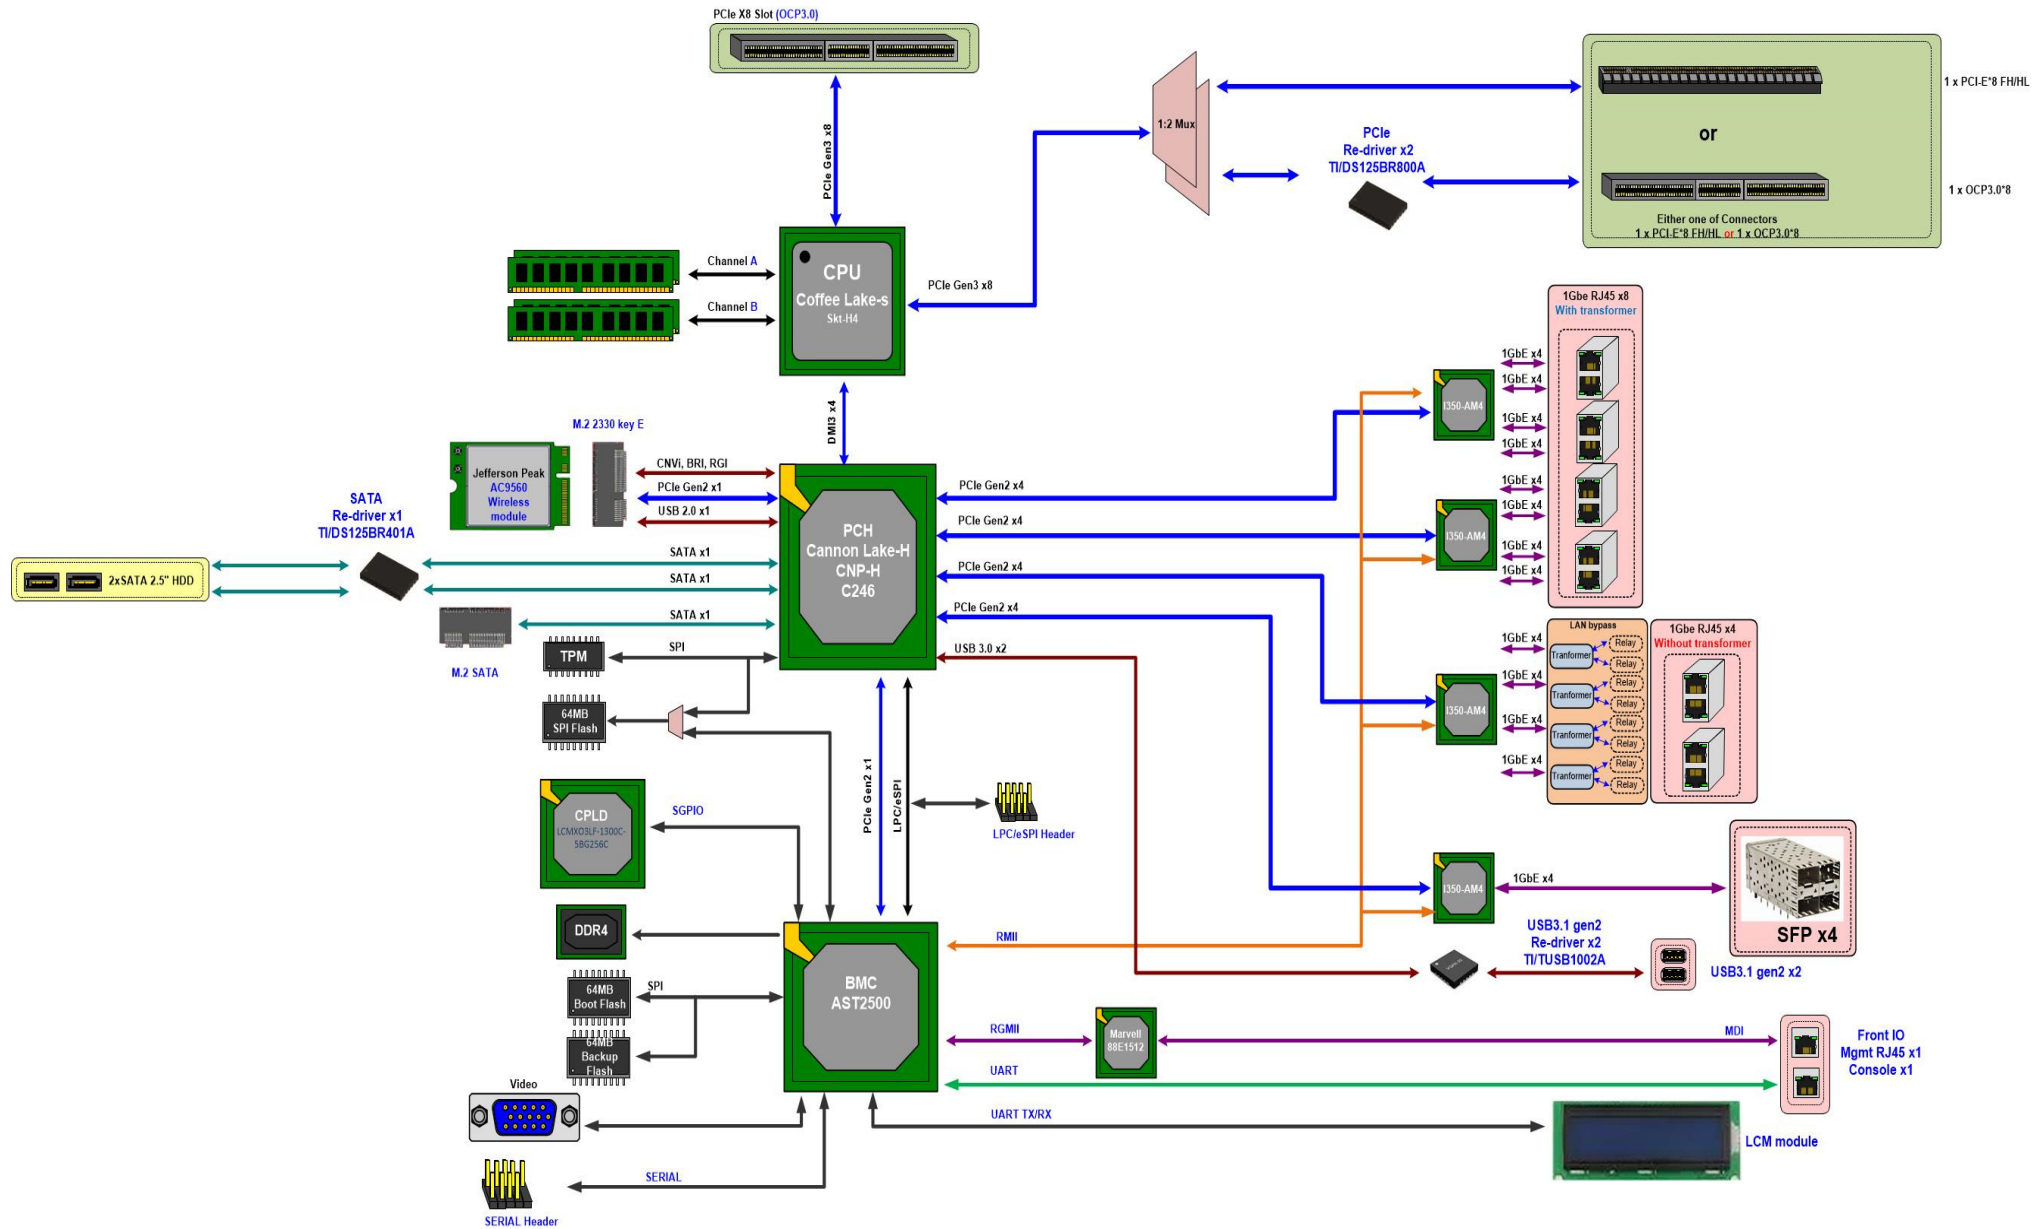 PCIe X8 Slot (OCP3.0)
PCIe Gen3 x8
1:2 Mux
PCIe
Re-driver x2
TI/DS125BR800A
1 x PCI-E*8 FH/HL
or
1 x OCP3.0*8
Either one of Connectors
1 x PCI-E*8 FH/HL or 1 x OCP3.0*8
Channel A
Channel B
CPU
Coffee Lake-s
Skt-H4
PCIe Gen3 x8
DMI3 x4
1Gbe RJ45 x8
With transformer
1GbE x4
1GbE x4
1GbE x4
1GbE x4
1GbE x4
1GbE x4
1GbE x4
1GbE x4
I350-AM4
I350-AM4
M.2 2330 key E
Jefferson Peak
AC9560
Wireless
module
CNVi, BRI, RGI
PCIe Gen2 x1
USB 2.0 x1
SATA
Re-driver x1
TI/DS125BR401A
2xSATA 2.5" HDD
SATA x1
SATA x1
SATA x1
M.2 SATA
PCH
Cannon Lake-H
CNP-H
C246
PCIe Gen2 x4
PCIe Gen2 x4
PCIe Gen2 x4
PCIe Gen2 x4
USB 3.0 x2
TPM
SPI
64MB
SPI Flash
LAN bypass
1Gbe RJ45 x4
Without transformer
1GbE x4
1GbE x4
1GbE x4
1GbE x4
I350-AM4
Tranformer
Relay
Relay
Tranformer
Relay
Relay
Tranformer
Relay
Relay
Tranformer
Relay
Relay
PCIe Gen2 x1
LPC/eSPI
LPC/eSPI Header
CPLD
LCMXO3LF-1300C-
5BG256C
SGPIO
I350-AM4
1GbE x4
SFP x4
DDR4
RMII
USB3.1 gen2
Re-driver x2
TI/TUSB1002A
USB3.1 gen2 x2
BMC
AST2500
SPI
64MB
Boot Flash
64MB
Backup
Flash
RGMII
Marvell
88E1512
MDI
Front IO
Mgmt RJ45 x1
Console x1
UART
Video
UART TX/RX
LCM module
SERIAL
SERIAL Header